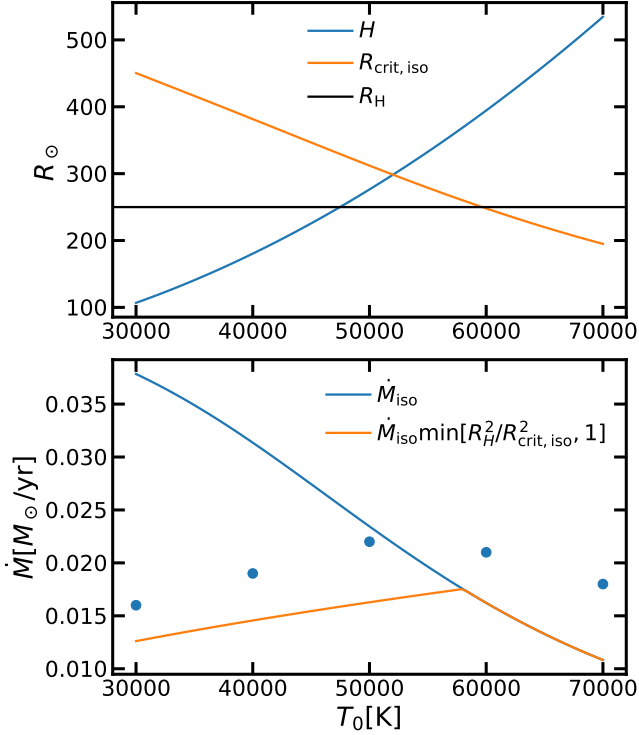 H
R_crit, iso
R_H
R_⊙
500
400
300
200
100
30000 40000 50000 60000 70000
Ṁ_iso
Ṁ_iso min[R_H^2/R_crit, iso^2, 1]
Ṁ[M_⊙/yr]
0.035
0.030
0.025
0.020
0.015
0.010
30000 40000 50000 60000 70000
T_0[K]